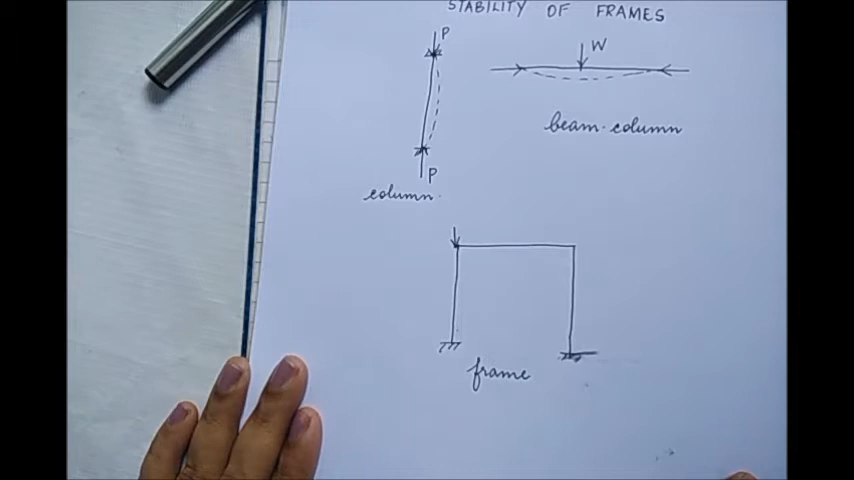 STABILITY OF FRAMES
P
W
beam-column
P
column.
frame